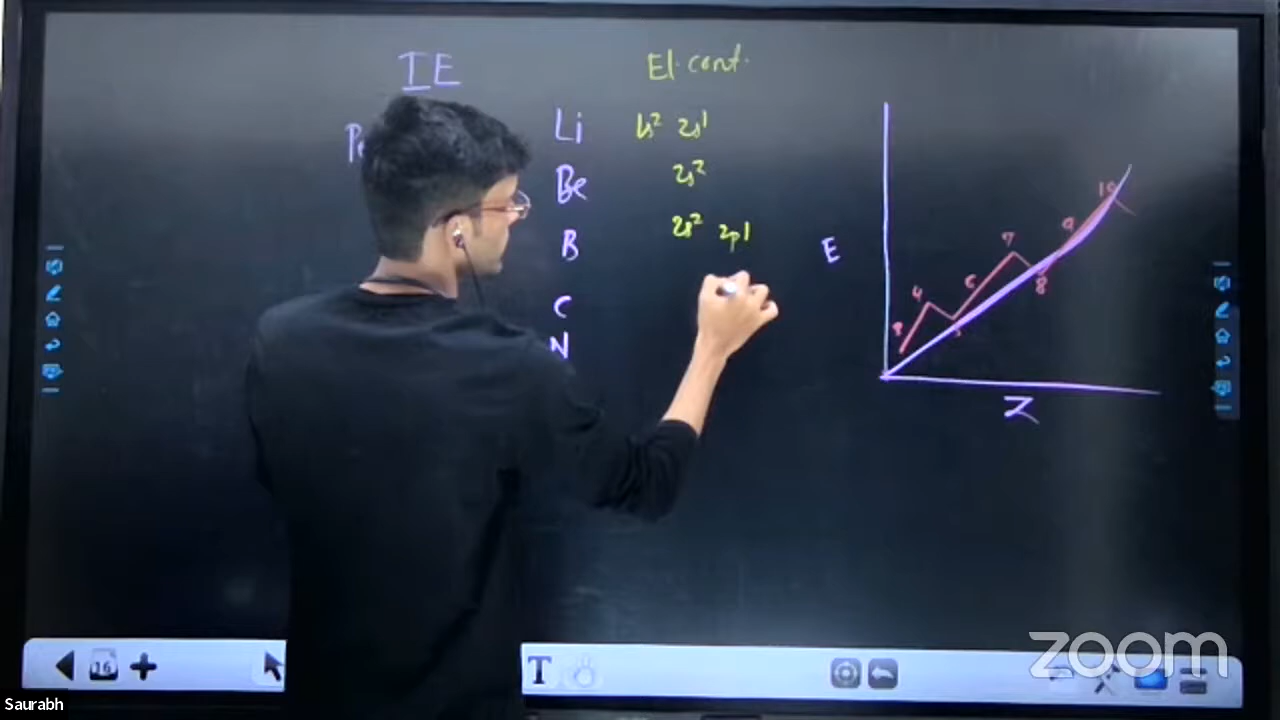 IE El. conf.
Li 1s² 2s¹
Be 2s²
B 2s² 2p1
C
N
E
3 4 6 7 8 9 10
Z
16
T
zoom
Saurabh